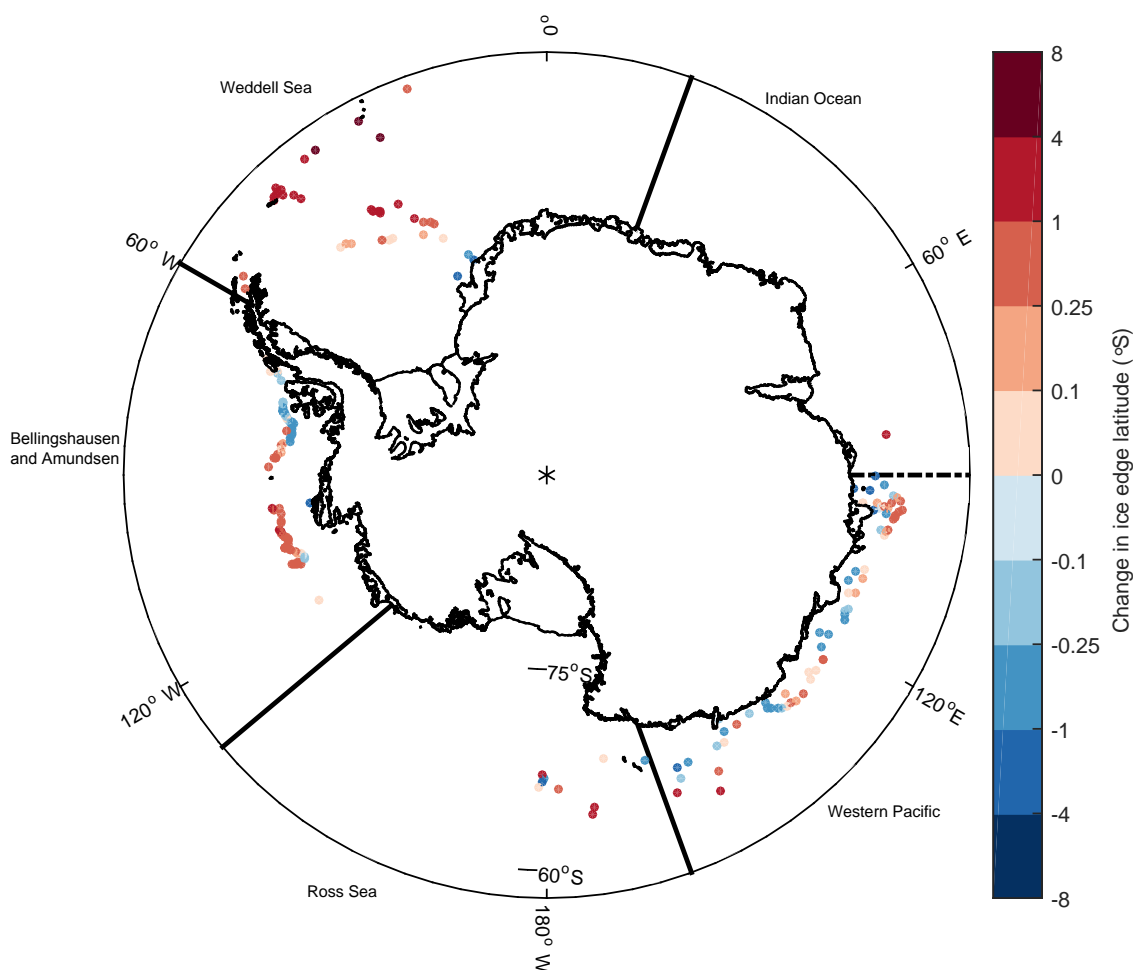 0°
Weddell Sea
Indian Ocean
60° W
60° E
Bellingshausen
and Amundsen
75°S
120° W
120°E
Western Pacific
60°S
Ross Sea
180° W
8
4
1
0.25
0.1
0
-0.1
-0.25
-1
-4
-8
Change in ice edge latitude (°S)